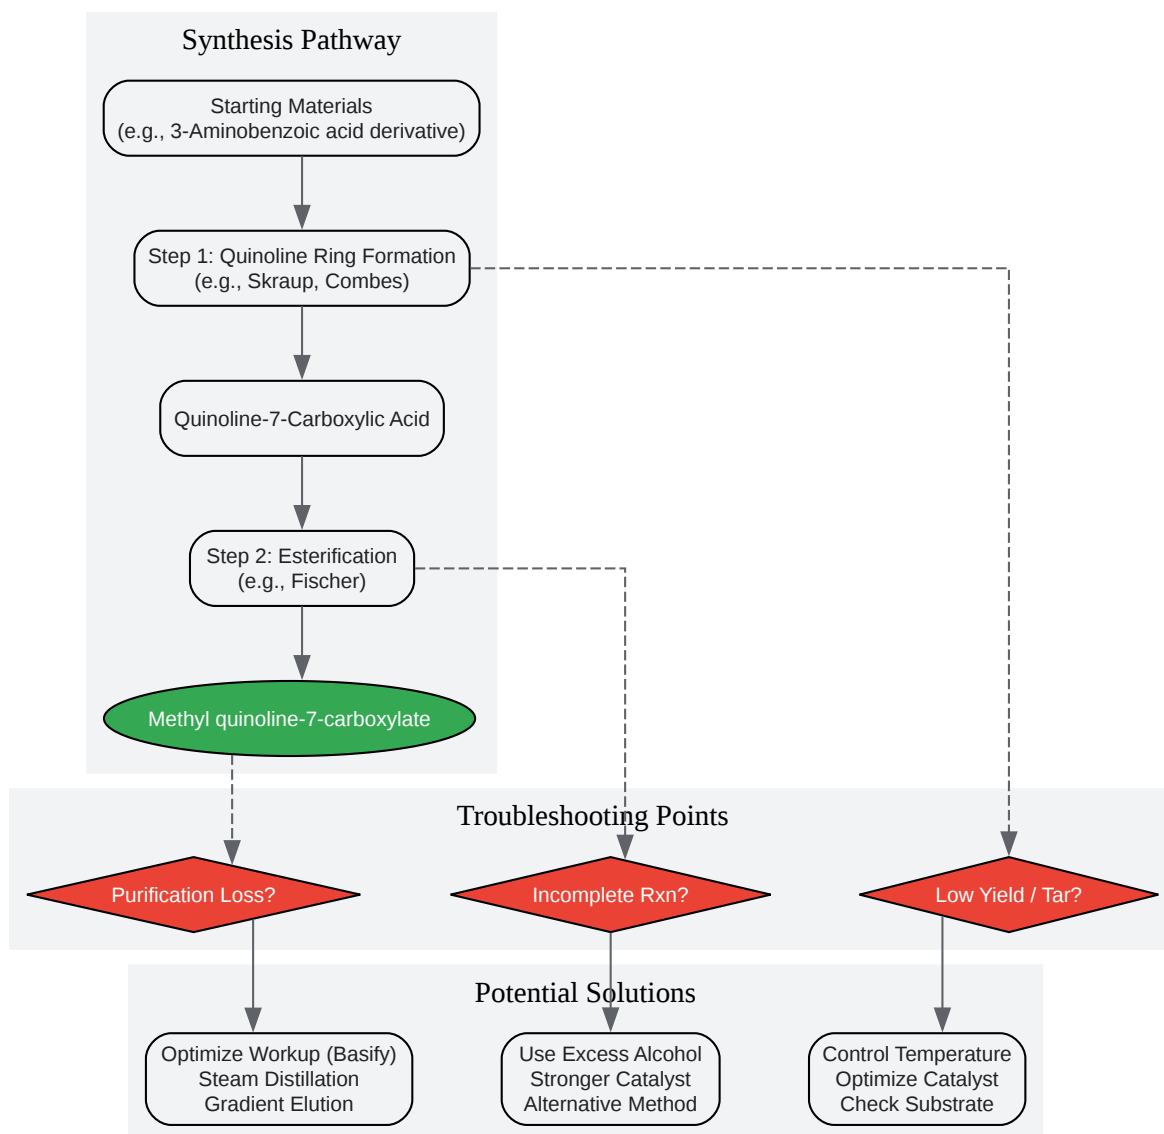 Synthesis Pathway
Starting Materials
(e.g., 3-Aminobenzoic acid derivative)
Step 1: Quinoline Ring Formation
(e.g., Skraup, Combes)
Quinoline-7-Carboxylic Acid
Step 2: Esterification
(e.g., Fischer)
Methyl quinoline-7-carboxylate
Troubleshooting Points
Purification Loss?
Incomplete Rxn?
Low Yield / Tar?
Potential Solutions
Optimize Workup (Basify)
Steam Distillation
Gradient Elution
Use Excess Alcohol
Stronger Catalyst
Alternative Method
Control Temperature
Optimize Catalyst
Check Substrate